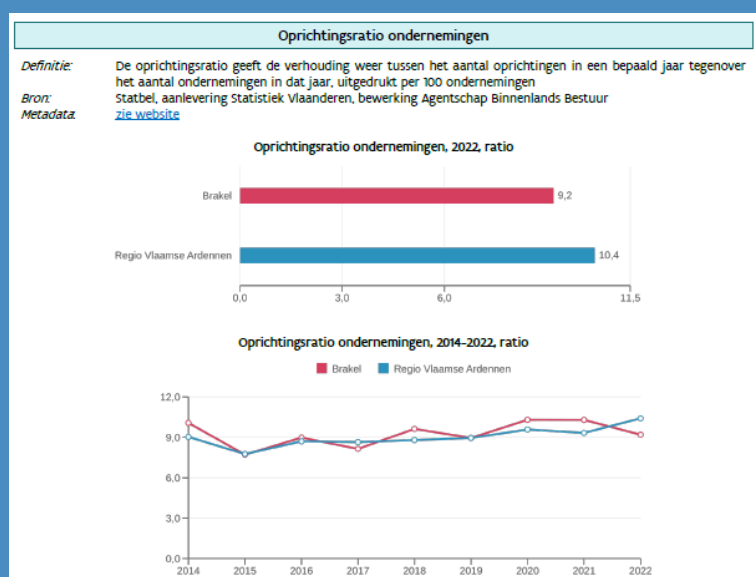 Oprichtingsratio ondernemingen
Definitie: De oprichtingsratio geeft de verhouding weer tussen het aantal oprichtingen in een bepaald jaar tegenover
het aantal ondernemingen in dat jaar, uitgedrukt per 100 ondernemingen
Bron: Statbel, aanlevering Statistiek Vlaanderen, bewerking Agentschap Binnenlands Bestuur
Metadata: zie website
Oprichtingsratio ondernemingen, 2022, ratio
Brakel 9,2
Regio Vlaamse Ardennen 10,4
0,0 3,0 6,0 11,5
Oprichtingsratio ondernemingen, 2014-2022, ratio
Brakel Regio Vlaamse Ardennen
12,0
9,0
6,0
3,0
0,0
2014 2015 2016 2017 2018 2019 2020 2021 2022